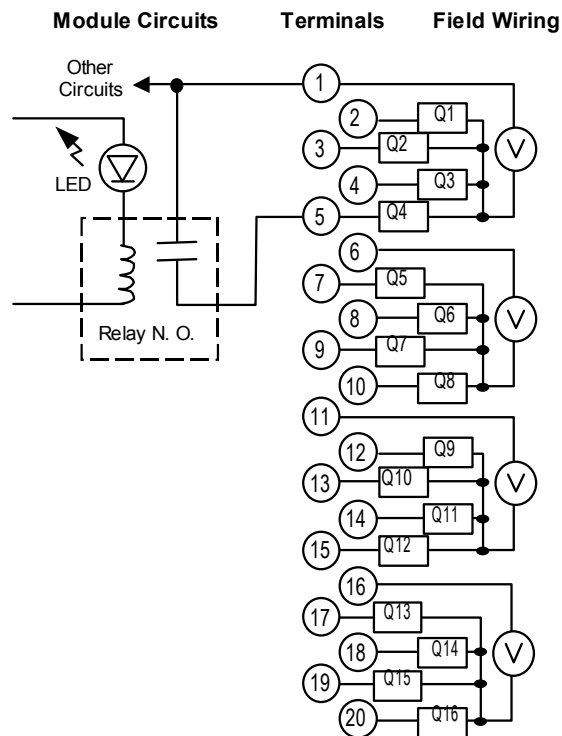 Module Circuits Terminals Field Wiring
Other
Circuits
1
2 Q1
3 Q2
V
LED
4 Q3
5 Q4
6
7 Q5
8 Q6
V
Relay N. O.
9 Q7
10 Q8
11
12 Q9
13 Q10
V
14 Q11
15 Q12
16
17 Q13
18 Q14
V
19 Q15
20 Q16